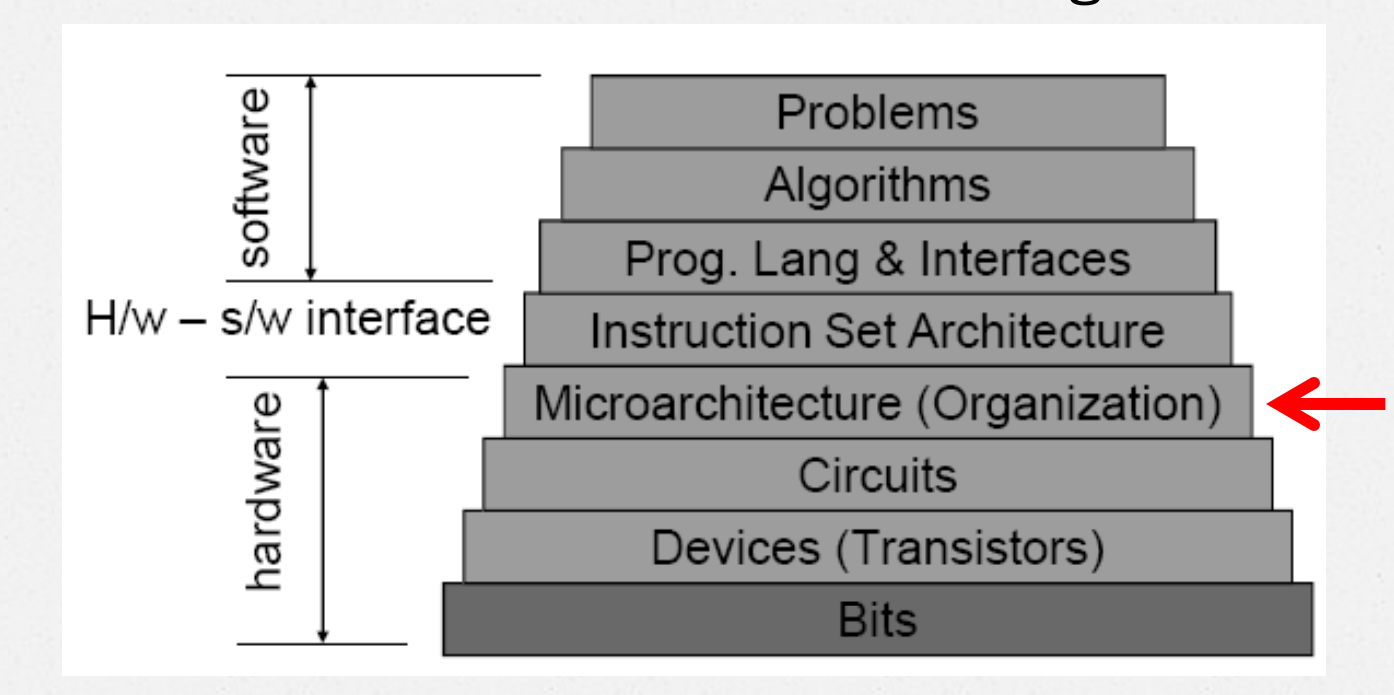 Problems
Algorithms
Prog. Lang & Interfaces
Instruction Set Architecture
Microarchitecture (Organization)
Circuits
Devices (Transistors)
Bits
software
H/w – s/w interface
hardware